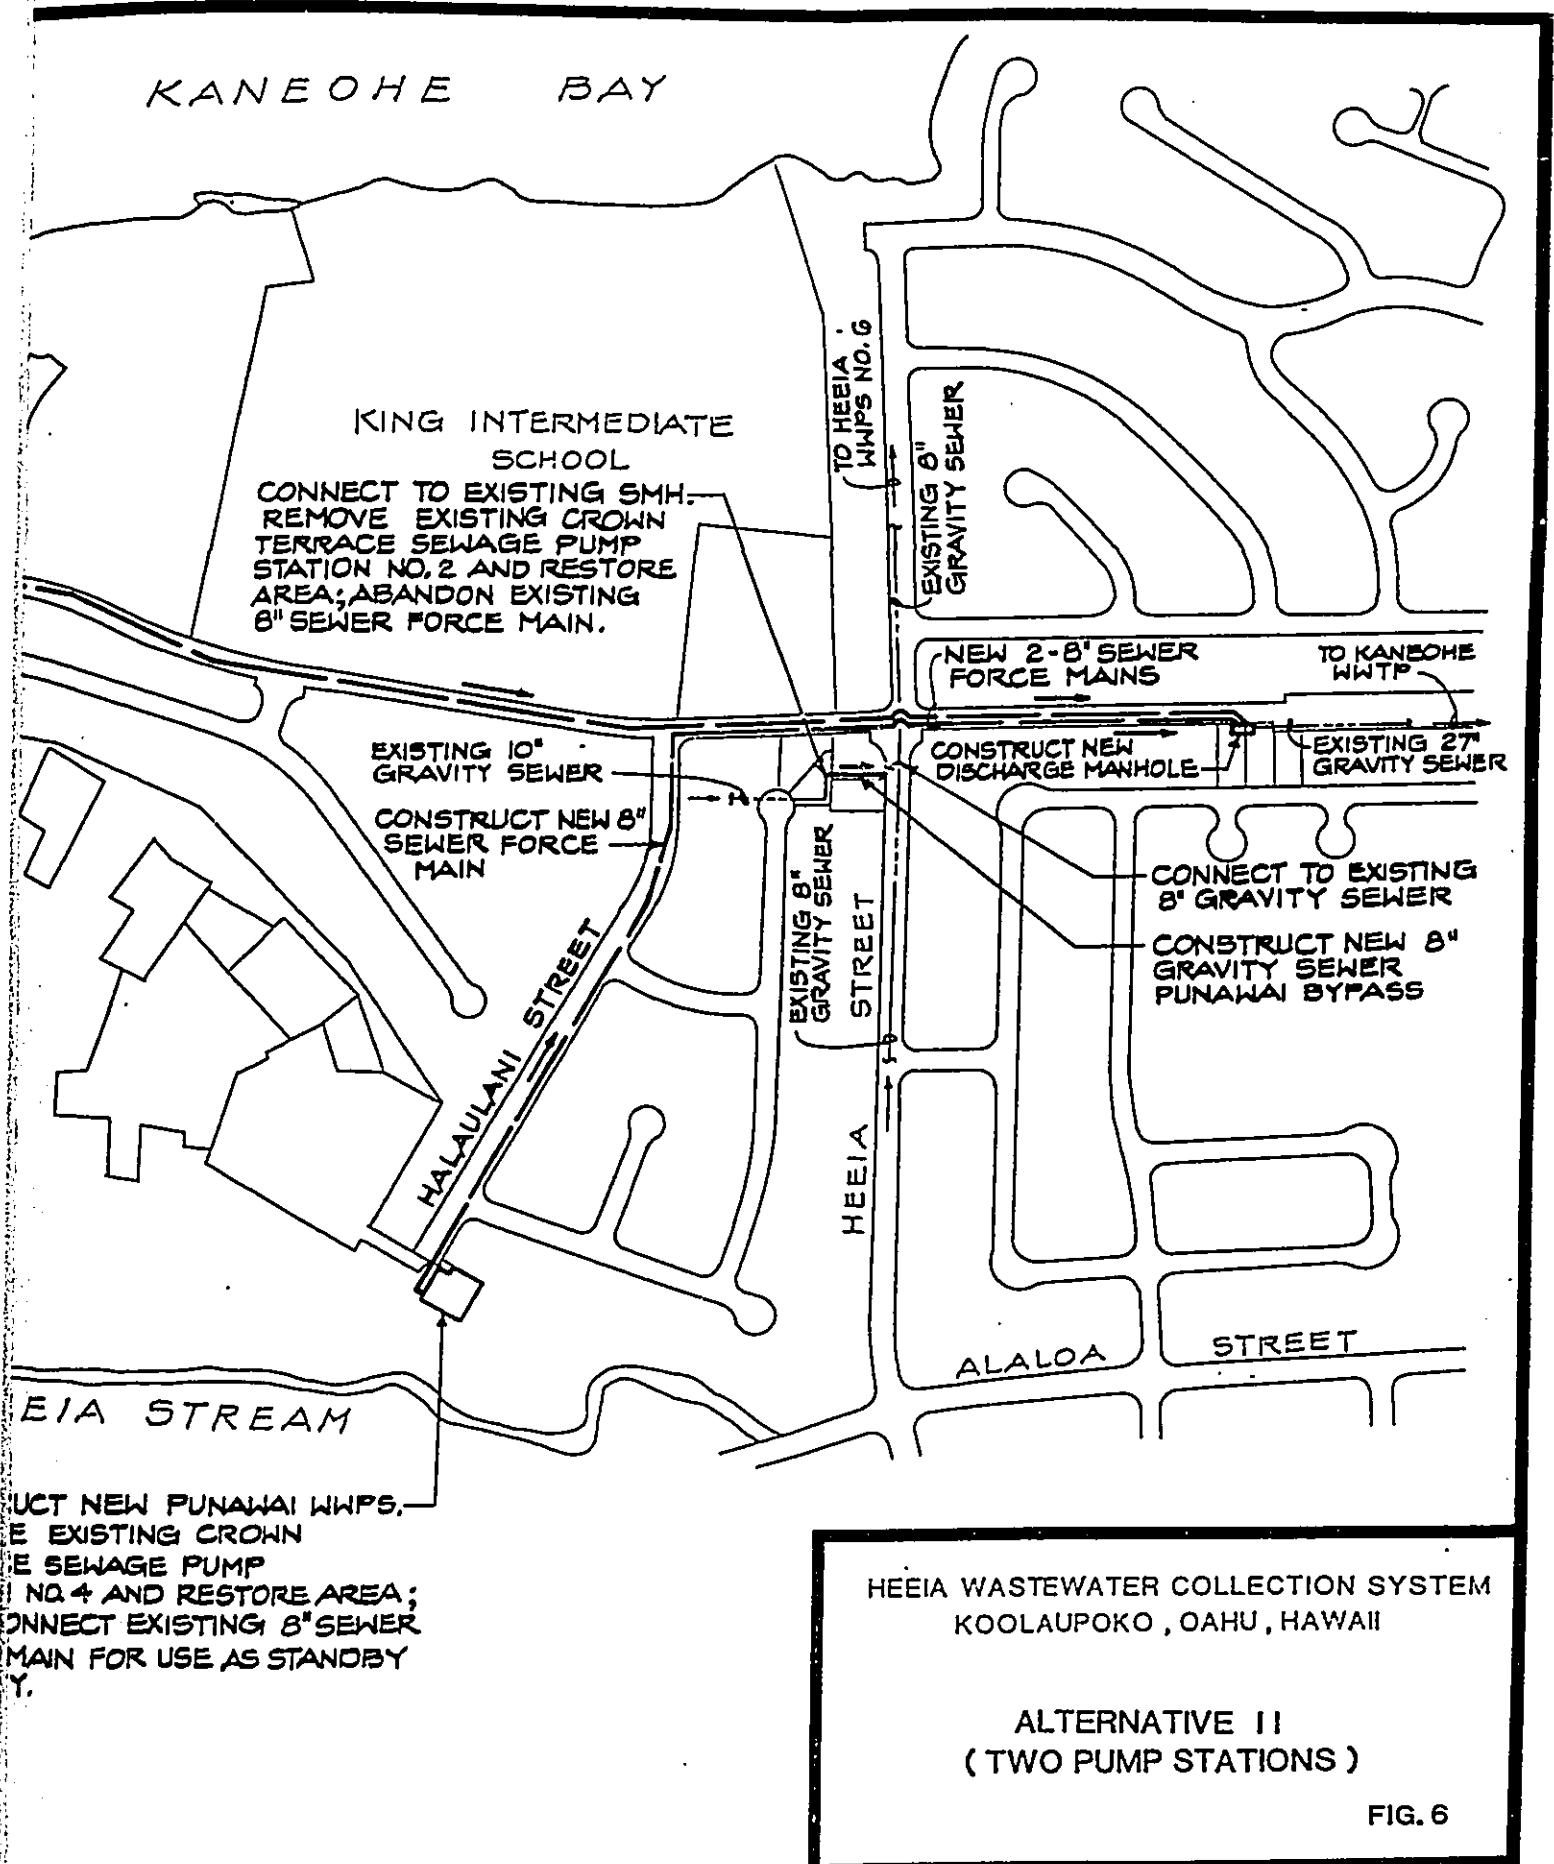 KANEOHE BAY
KING INTERMEDIATE
SCHOOL
CONNECT TO EXISTING SMH.
REMOVE EXISTING CROWN
TERRACE SEWAGE PUMP
STATION NO. 2 AND RESTORE
AREA; ABANDON EXISTING
8" SEWER FORCE MAIN.
TO HEEIA
WWPS NO. 6
EXISTING 8"
GRAVITY SEWER
NEW 2-8" SEWER
FORCE MAINS
TO KANEOHE
WWTP
EXISTING 10"
GRAVITY SEWER
CONSTRUCT NEW
DISCHARGE MANHOLE
EXISTING 27"
GRAVITY SEWER
CONSTRUCT NEW 8"
SEWER FORCE
MAIN
EXISTING 8"
GRAVITY SEWER
CONNECT TO EXISTING
8" GRAVITY SEWER
CONSTRUCT NEW 8"
GRAVITY SEWER
PUNAWAI BYPASS
HALAULANI STREET
HEEIA STREET
ALALOA STREET
EIA STREAM
UCT NEW PUNAWAI WWPS.
E EXISTING CROWN
E SEWAGE PUMP
NO. 4 AND RESTORE AREA;
ONNECT EXISTING 8" SEWER
MAIN FOR USE AS STANDBY
Y.
HEEIA WASTEWATER COLLECTION SYSTEM
KOOLAUPOKO, OAHU, HAWAII
ALTERNATIVE II
(TWO PUMP STATIONS)
FIG. 6